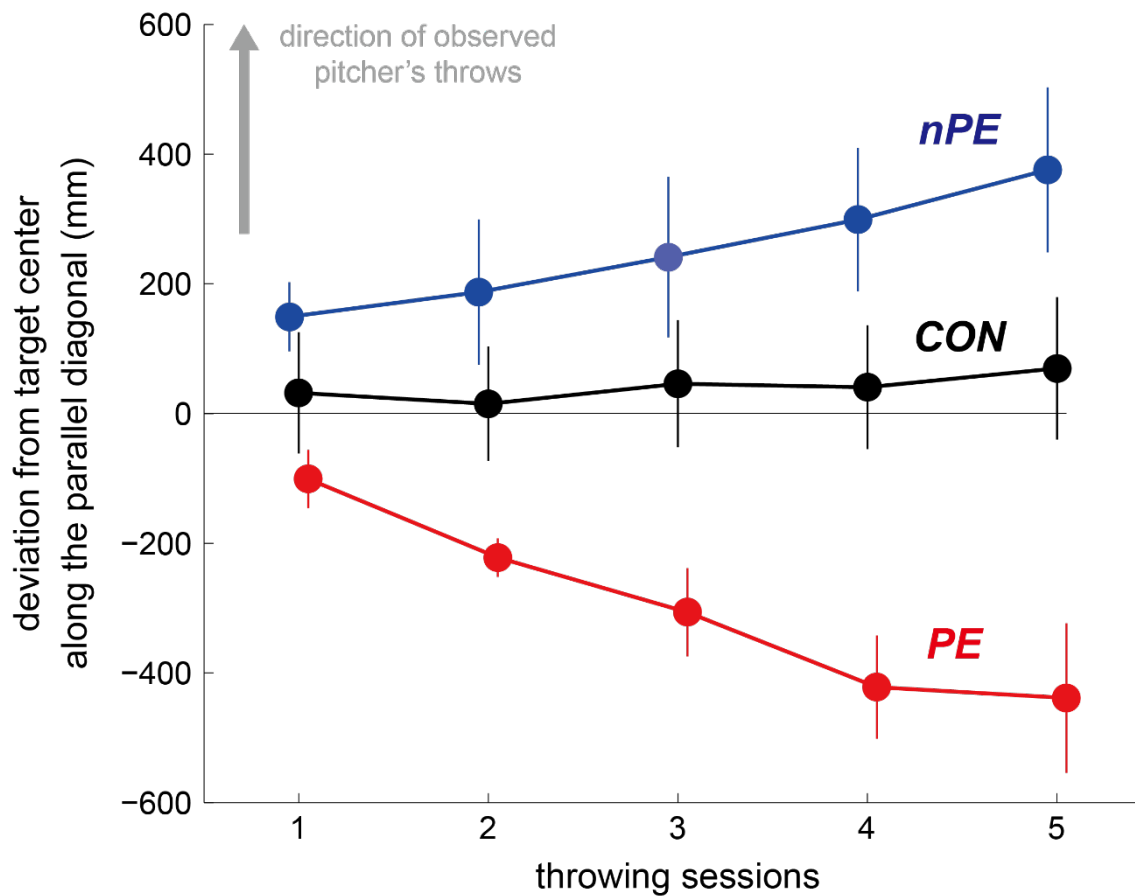 600
direction of observed
pitcher's throws
400
nPE
200
CON
0
−200
PE
−400
−600
1 2 3 4 5
throwing sessions
deviation from target center
along the parallel diagonal (mm)